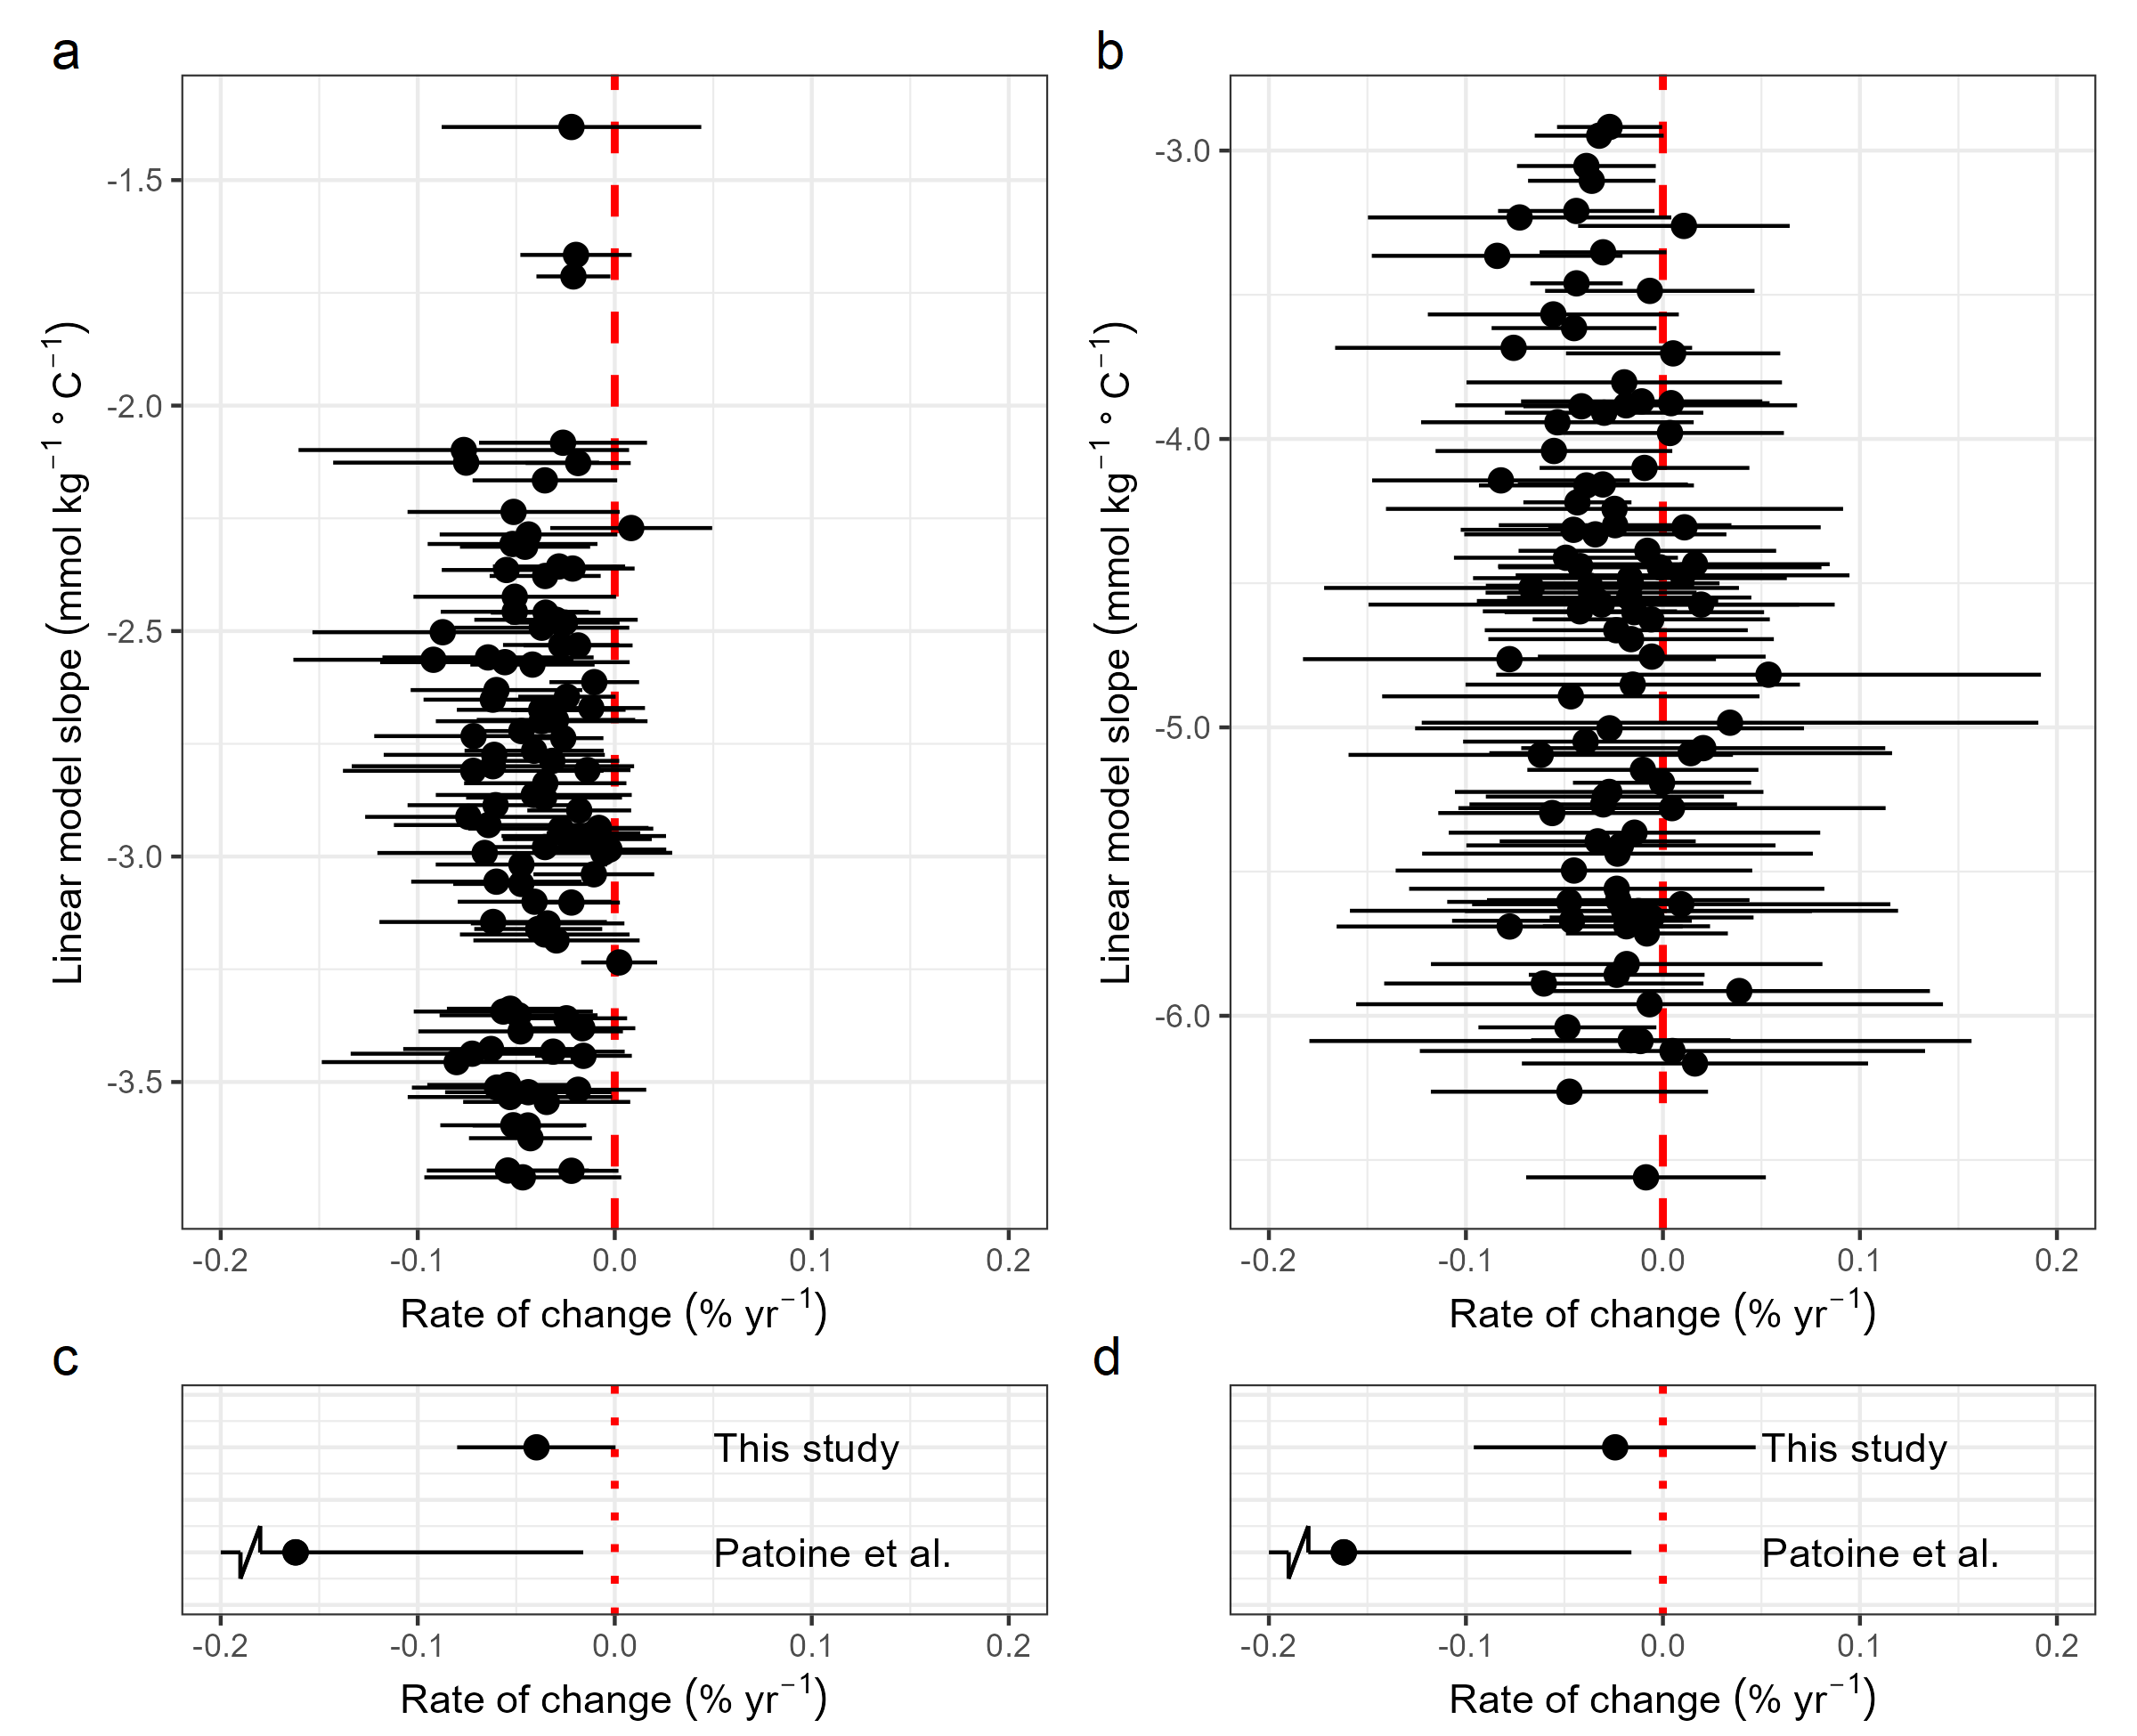 a
b
Linear model slope (mmol kg⁻¹ ° C⁻¹)
-1.5
-2.0
-2.5
-3.0
-3.5
-0.2 -0.1 0.0 0.1 0.2
Rate of change (% yr⁻¹)
Linear model slope (mmol kg⁻¹ ° C⁻¹)
-3.0
-4.0
-5.0
-6.0
-0.2 -0.1 0.0 0.1 0.2
Rate of change (% yr⁻¹)
c
This study
Patoine et al.
-0.2 -0.1 0.0 0.1 0.2
Rate of change (% yr⁻¹)
d
This study
Patoine et al.
-0.2 -0.1 0.0 0.1 0.2
Rate of change (% yr⁻¹)